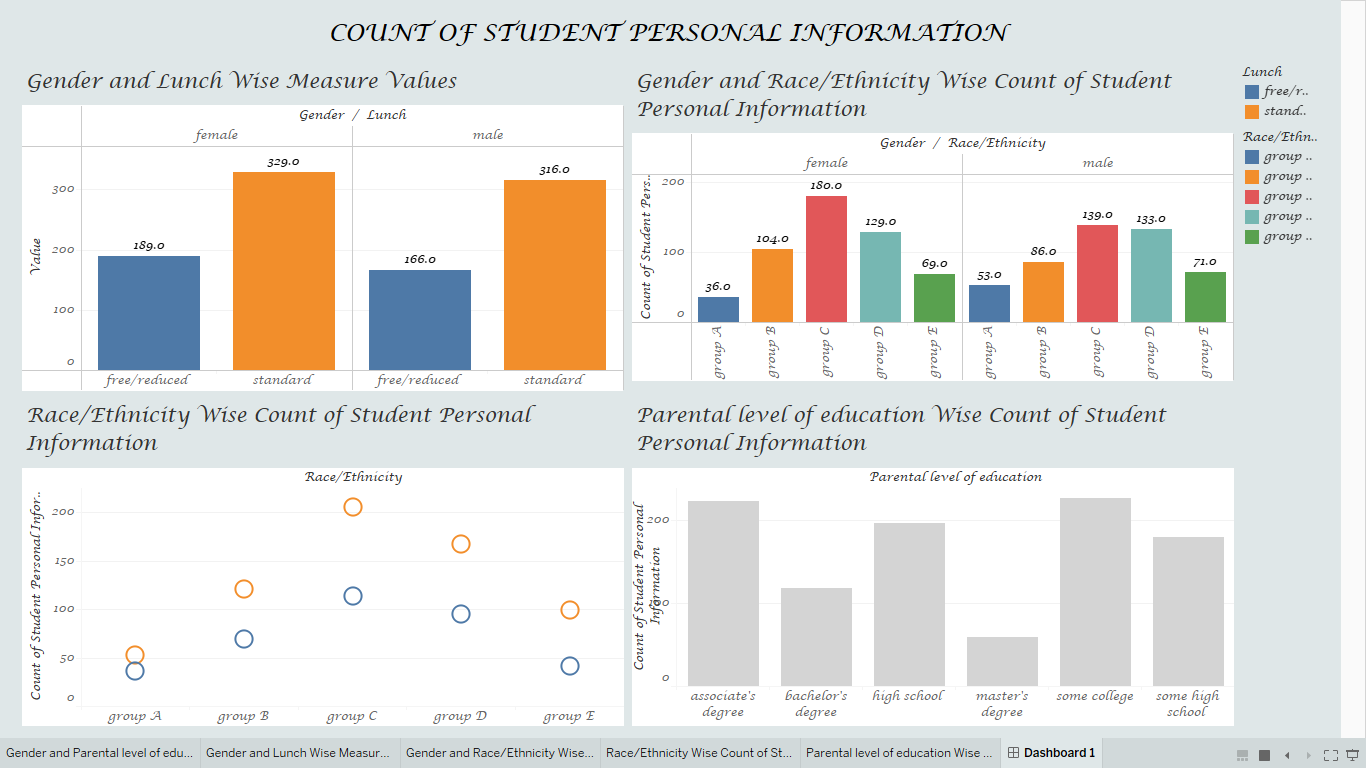 COUNT OF STUDENT PERSONAL INFORMATION
Gender and Lunch Wise Measure Values
Gender / Lunch
female
male
Value
300
200
100
0
189.0
329.0
166.0
316.0
free/reduced
standard
free/reduced
standard
Gender and Race/Ethnicity Wise Count of Student
Personal Information
Gender / Race/Ethnicity
female
male
Count of Student Pers..
200
100
0
36.0
104.0
180.0
129.0
69.0
53.0
86.0
139.0
133.0
71.0
group A
group B
group C
group D
group E
group A
group B
group C
group D
group E
Lunch
free/r..
stand..
Race/Ethn..
group ..
group ..
group ..
group ..
group ..
Race/Ethnicity Wise Count of Student Personal
Information
Race/Ethnicity
Count of Student Personal Infor..
200
150
100
50
0
group A
group B
group C
group D
group E
Parental level of education Wise Count of Student
Personal Information
Parental level of education
Count of Student Personal
Information
200
100
0
associate's
degree
bachelor's
degree
high school
master's
degree
some college
some high
school
Gender and Parental level of edu...
Gender and Lunch Wise Measur...
Gender and Race/Ethnicity Wise...
Race/Ethnicity Wise Count of St...
Parental level of education Wise ...
Dashboard 1